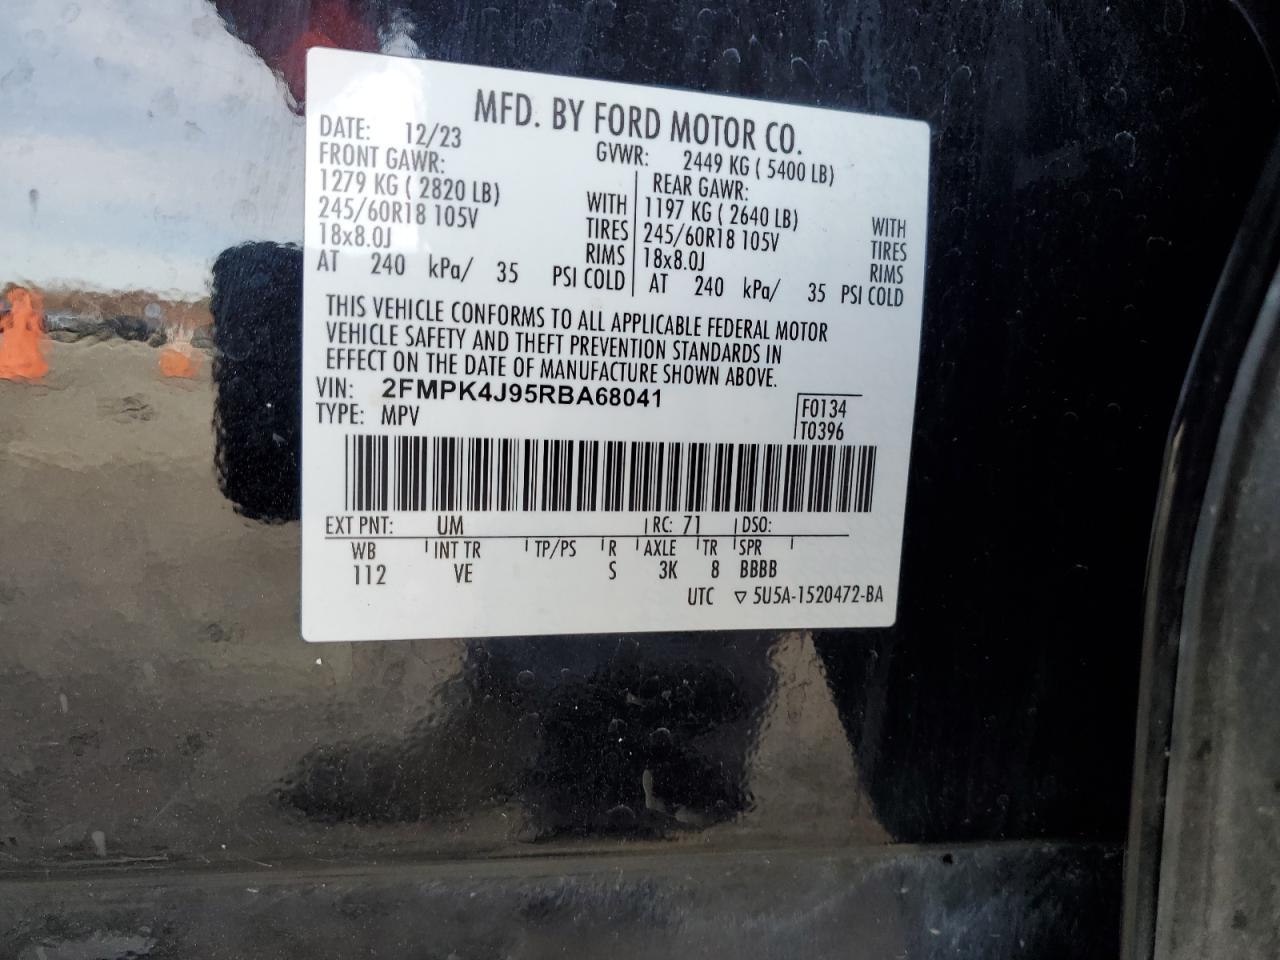 MFD. BY FORD MOTOR CO.
DATE: 12/23 GVWR: 2449 KG ( 5400 LB)
FRONT GAWR: REAR GAWR:
1279 KG ( 2820 LB) WITH 1197 KG ( 2640 LB) WITH
245/60R18 105V TIRES 245/60R18 105V TIRES
18x8.0J RIMS 18x8.0J RIMS
AT 240 kPa/ 35 PSI COLD AT 240 kPa/ 35 PSI COLD
THIS VEHICLE CONFORMS TO ALL APPLICABLE FEDERAL MOTOR
VEHICLE SAFETY AND THEFT PREVENTION STANDARDS IN
EFFECT ON THE DATE OF MANUFACTURE SHOWN ABOVE.
VIN: 2FMPK4J95RBA68041 F0134
TYPE: MPV T0396
EXT PNT: UM RC: 71 DSO:
WB INT TR TP/PS R AXLE TR SPR
112 VE S 3K 8 BBBB
UTC ▽ 5U5A-1520472-BA